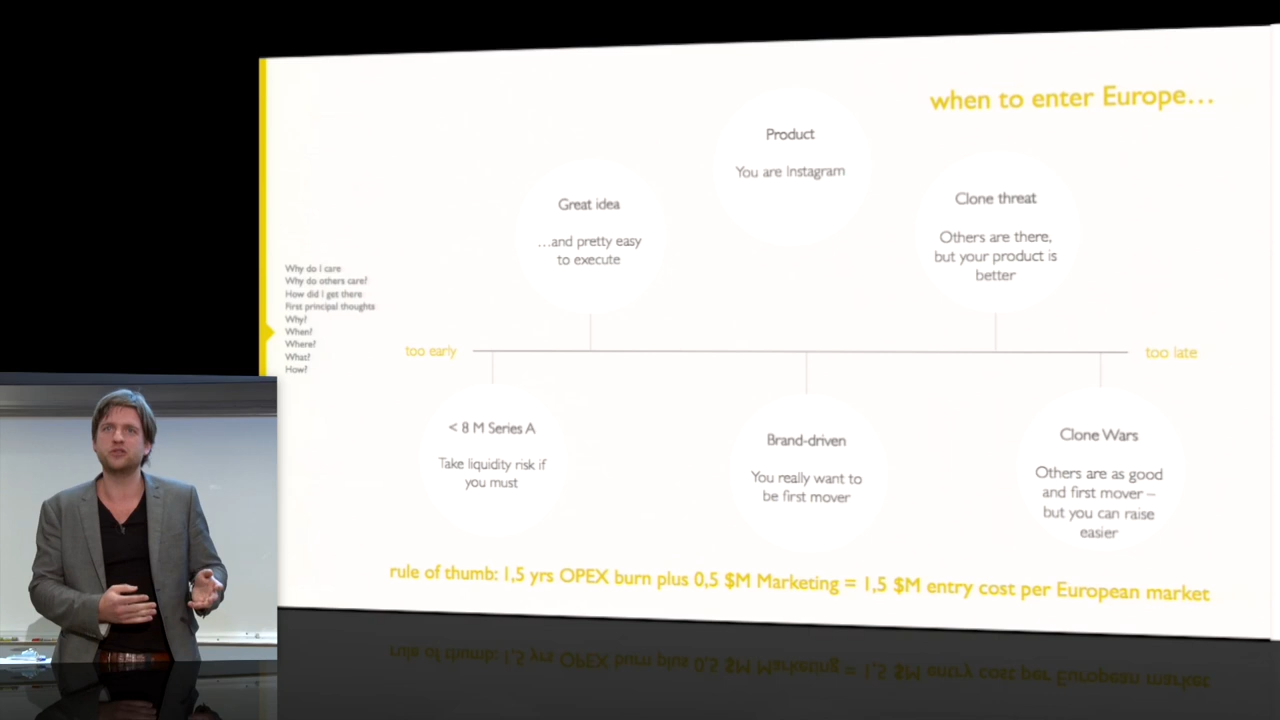 when to enter Europe…
Product
You are Instagram
Great idea
…and pretty easy
to execute
Clone threat
Others are there,
but your product is
better
Why do I care
Why do others care?
How did I get there
First principal thoughts
Why?
When?
Where?
What?
How?
too early
too late
< 8 M Series A
Take liquidity risk if
you must
Brand-driven
You really want to
be first mover
Clone Wars
Others are as good
and first mover –
but you can raise
easier
rule of thumb: 1,5 yrs OPEX burn plus 0,5 $M Marketing = 1,5 $M entry cost per European market